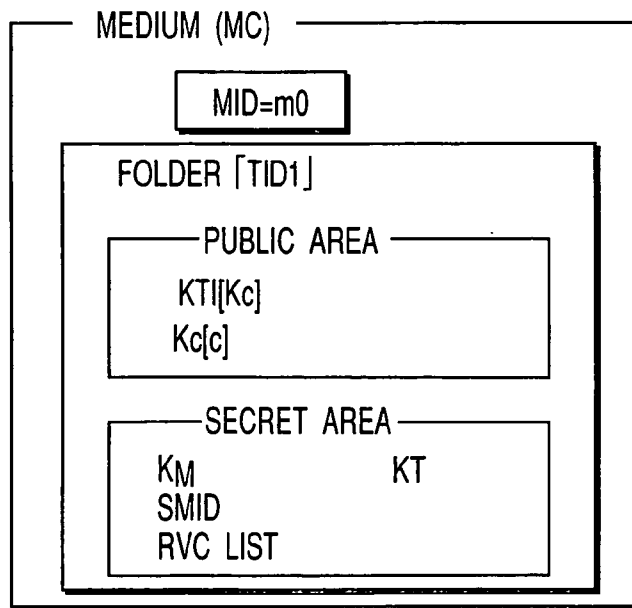 MEDIUM (MC)
MID=m0
FOLDER「TID1」
PUBLIC AREA
KTI[Kc]
Kc[c]
SECRET AREA
KM KT
SMID
RVC LIST